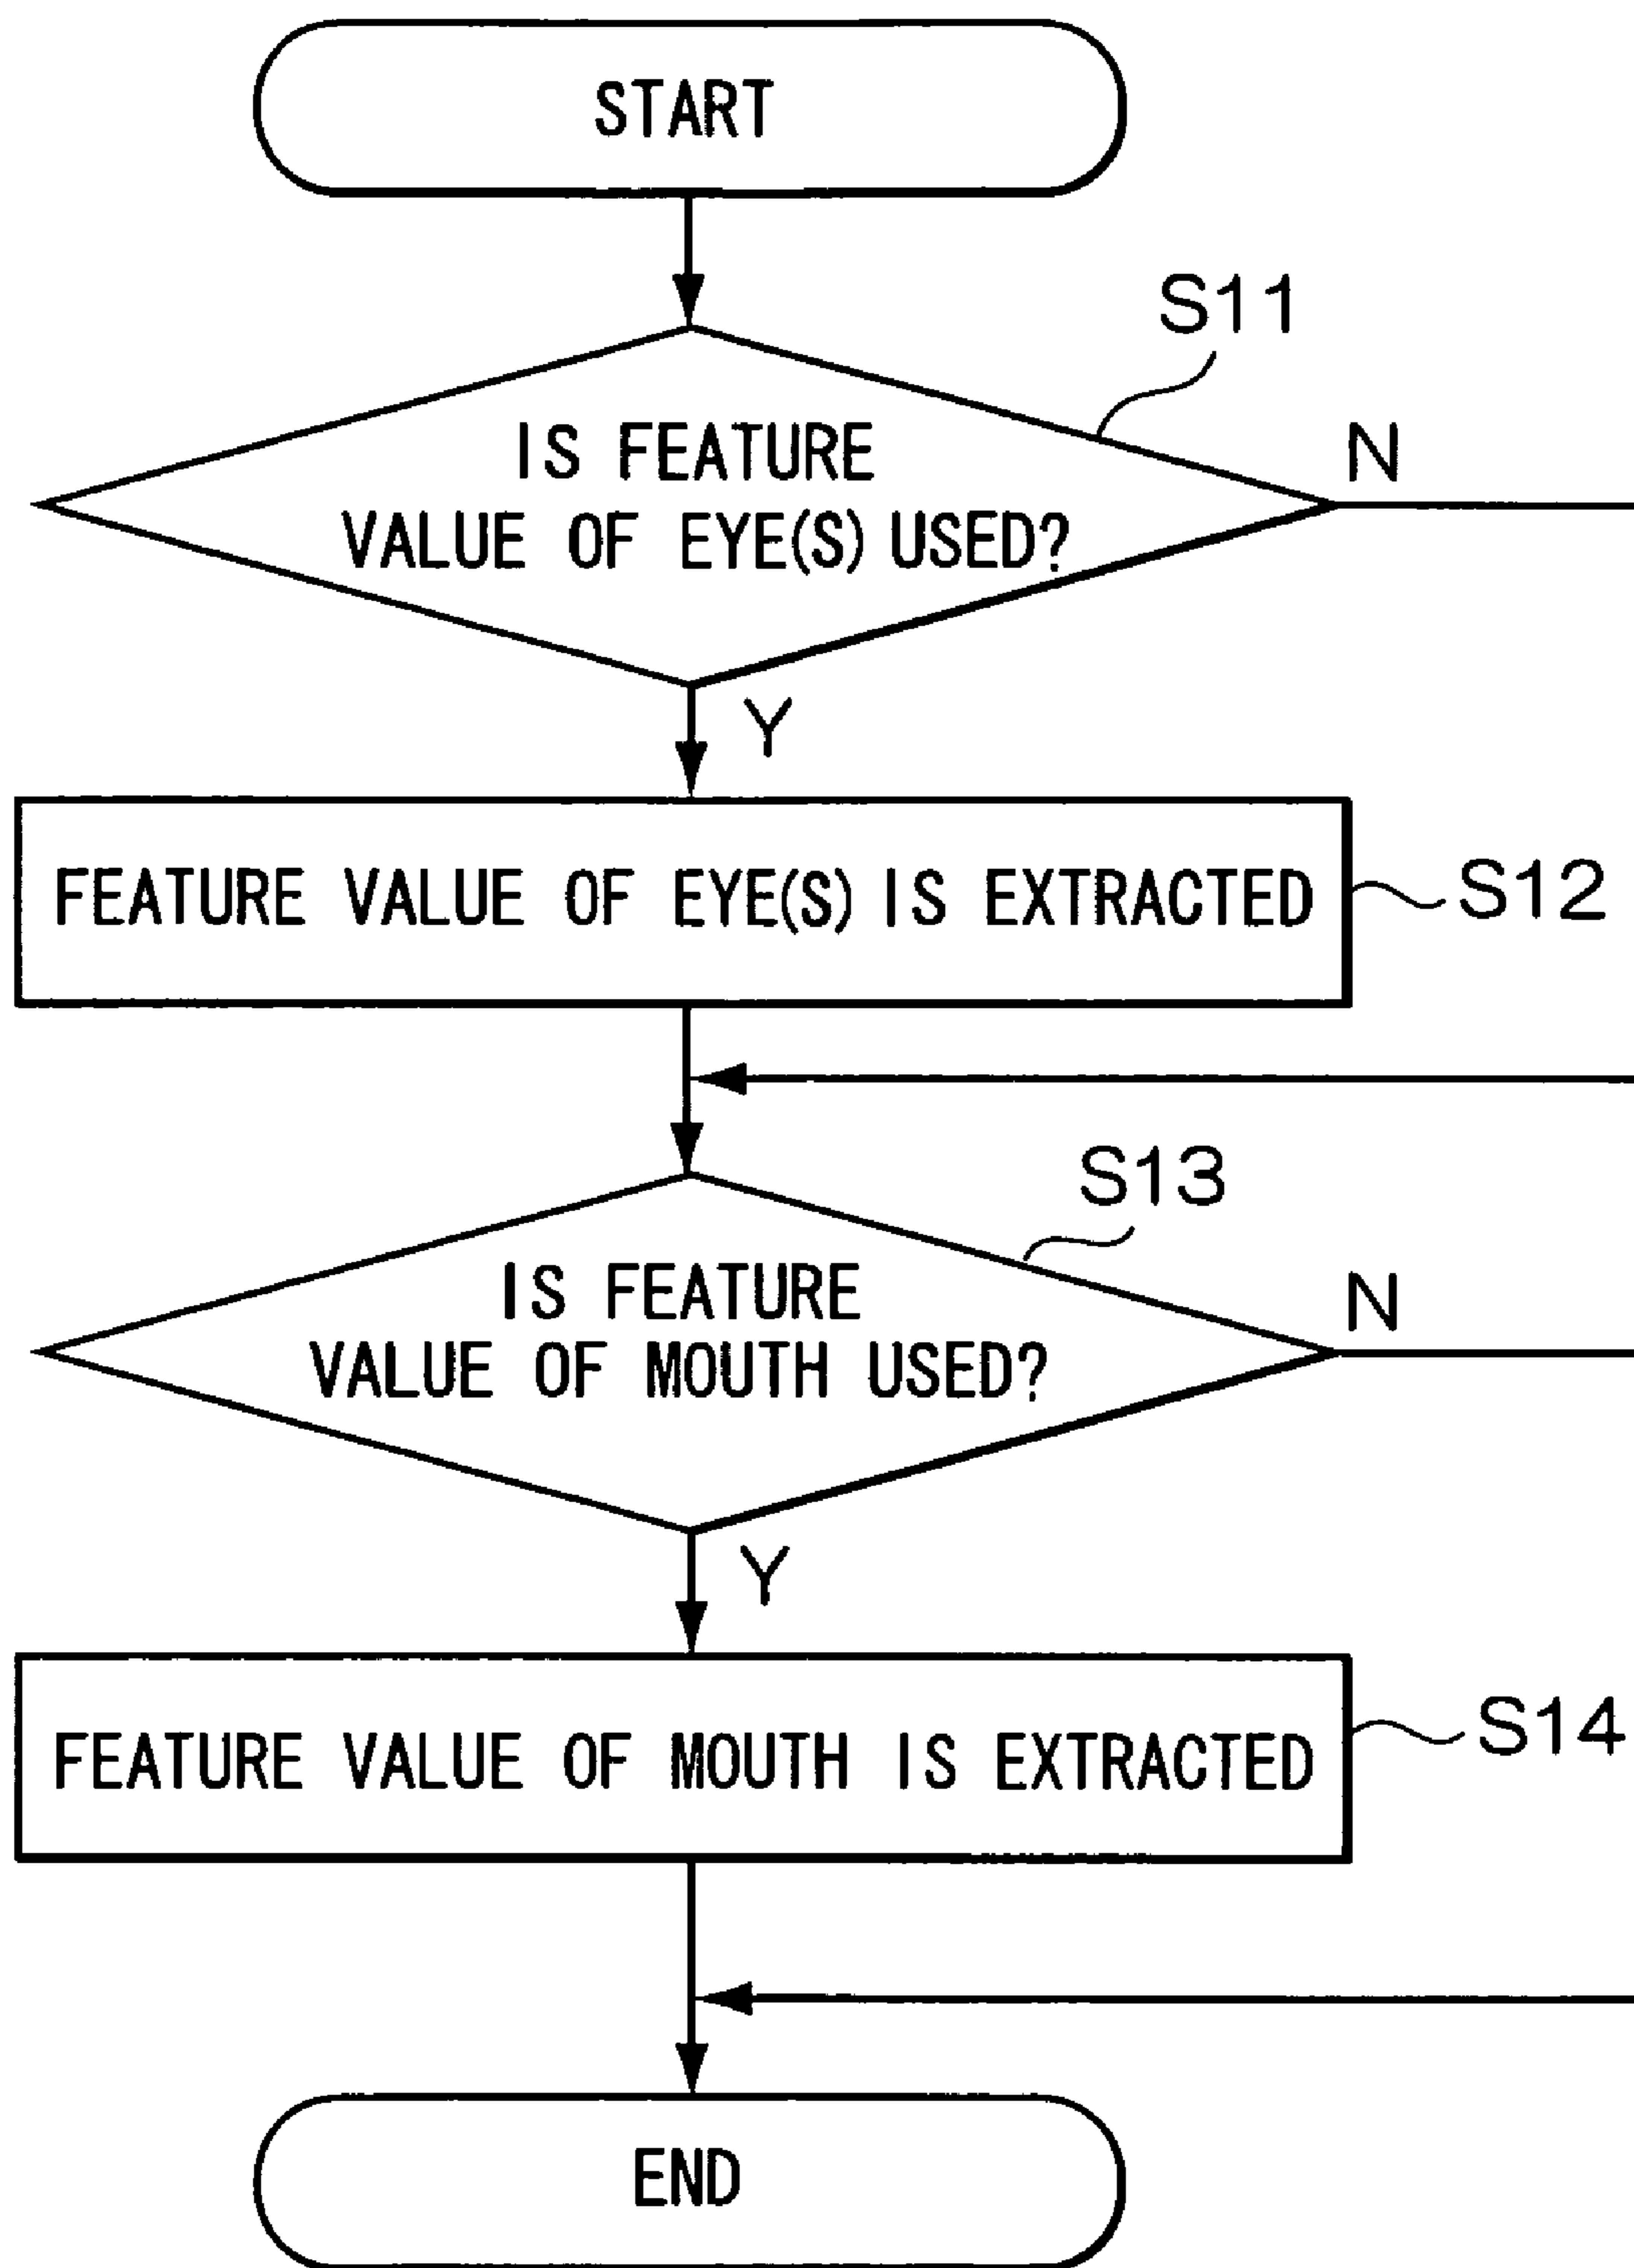 START
S11
IS FEATURE
VALUE OF EYE(S) USED?
N
Y
FEATURE VALUE OF EYE(S) IS EXTRACTED
S12
S13
IS FEATURE
VALUE OF MOUTH USED?
N
Y
FEATURE VALUE OF MOUTH IS EXTRACTED
S14
END